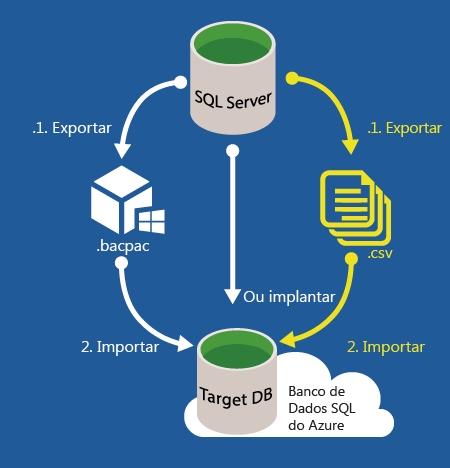 SQL Server
.1. Exportar
.1. Exportar
.bacpac
.csv
Ou implantar
2. Importar
2. Importar
Target DB
Banco de
Dados SQL
do Azure